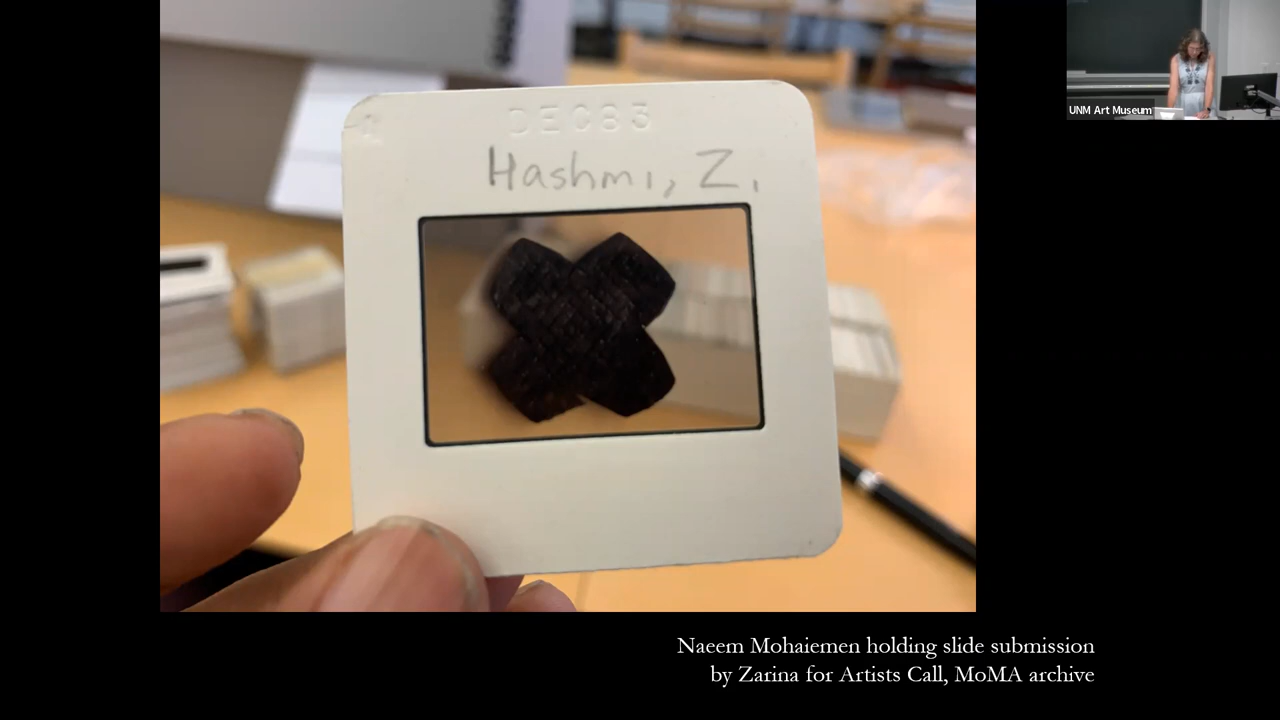 DEC83
Hashmi, Z.
UNM Art Museum
Naeem Mohaiemen holding slide submission
by Zarina for Artists Call, MoMA archive